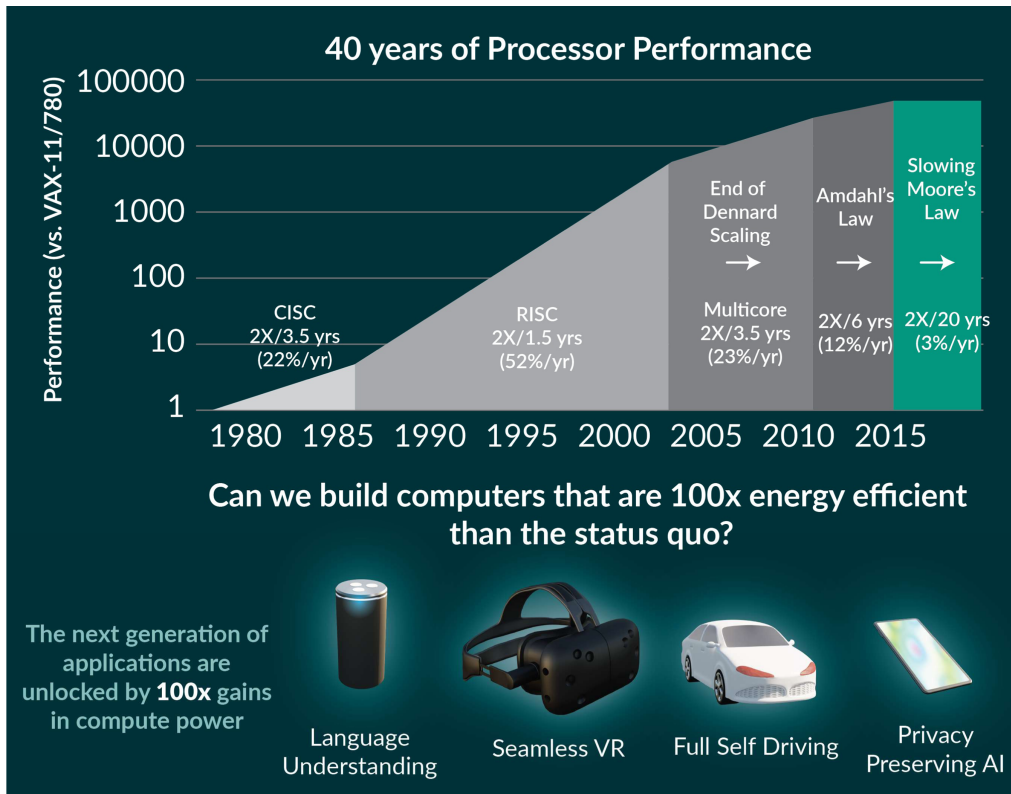 40 years of Processor Performance
Performance (vs. VAX-11/780)
100000
10000
1000
100
10
1
CISC
2X/3.5 yrs
(22%/yr)
RISC
2X/1.5 yrs
(52%/yr)
End of
Dennard
Scaling
→
Multicore
2X/3.5 yrs
(23%/yr)
Amdahl's
Law
→
2X/6 yrs
(12%/yr)
Slowing
Moore's
Law
→
2X/20 yrs
(3%/yr)
1980 1985 1990 1995 2000 2005 2010 2015
Can we build computers that are 100x energy efficient
than the status quo?
The next generation of
applications are
unlocked by 100x gains
in compute power
Language
Understanding
Seamless VR
Full Self Driving
Privacy
Preserving AI